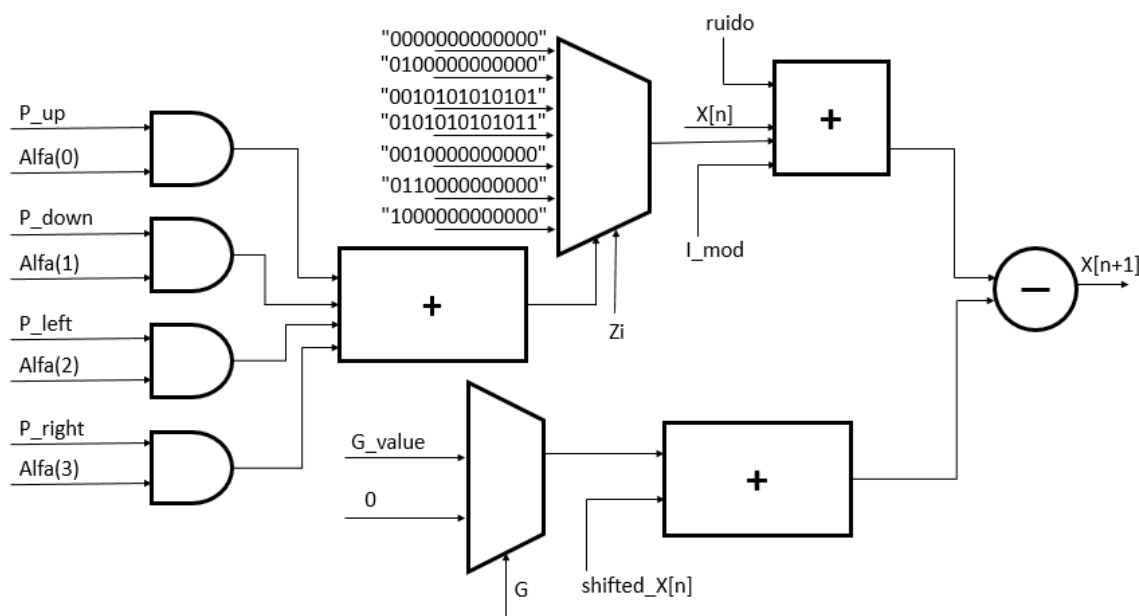 ruido
"0000000000000"
"0100000000000"
"0010101010101"
"0101010101011"
"0010000000000"
"0110000000000"
"1000000000000"
X[n]
+
I_mod
P_up
Alfa(0)
P_down
Alfa(1)
P_left
Alfa(2)
P_right
Alfa(3)
+
Zi
−
X[n+1]
G_value
0
G
shifted_X[n]
+